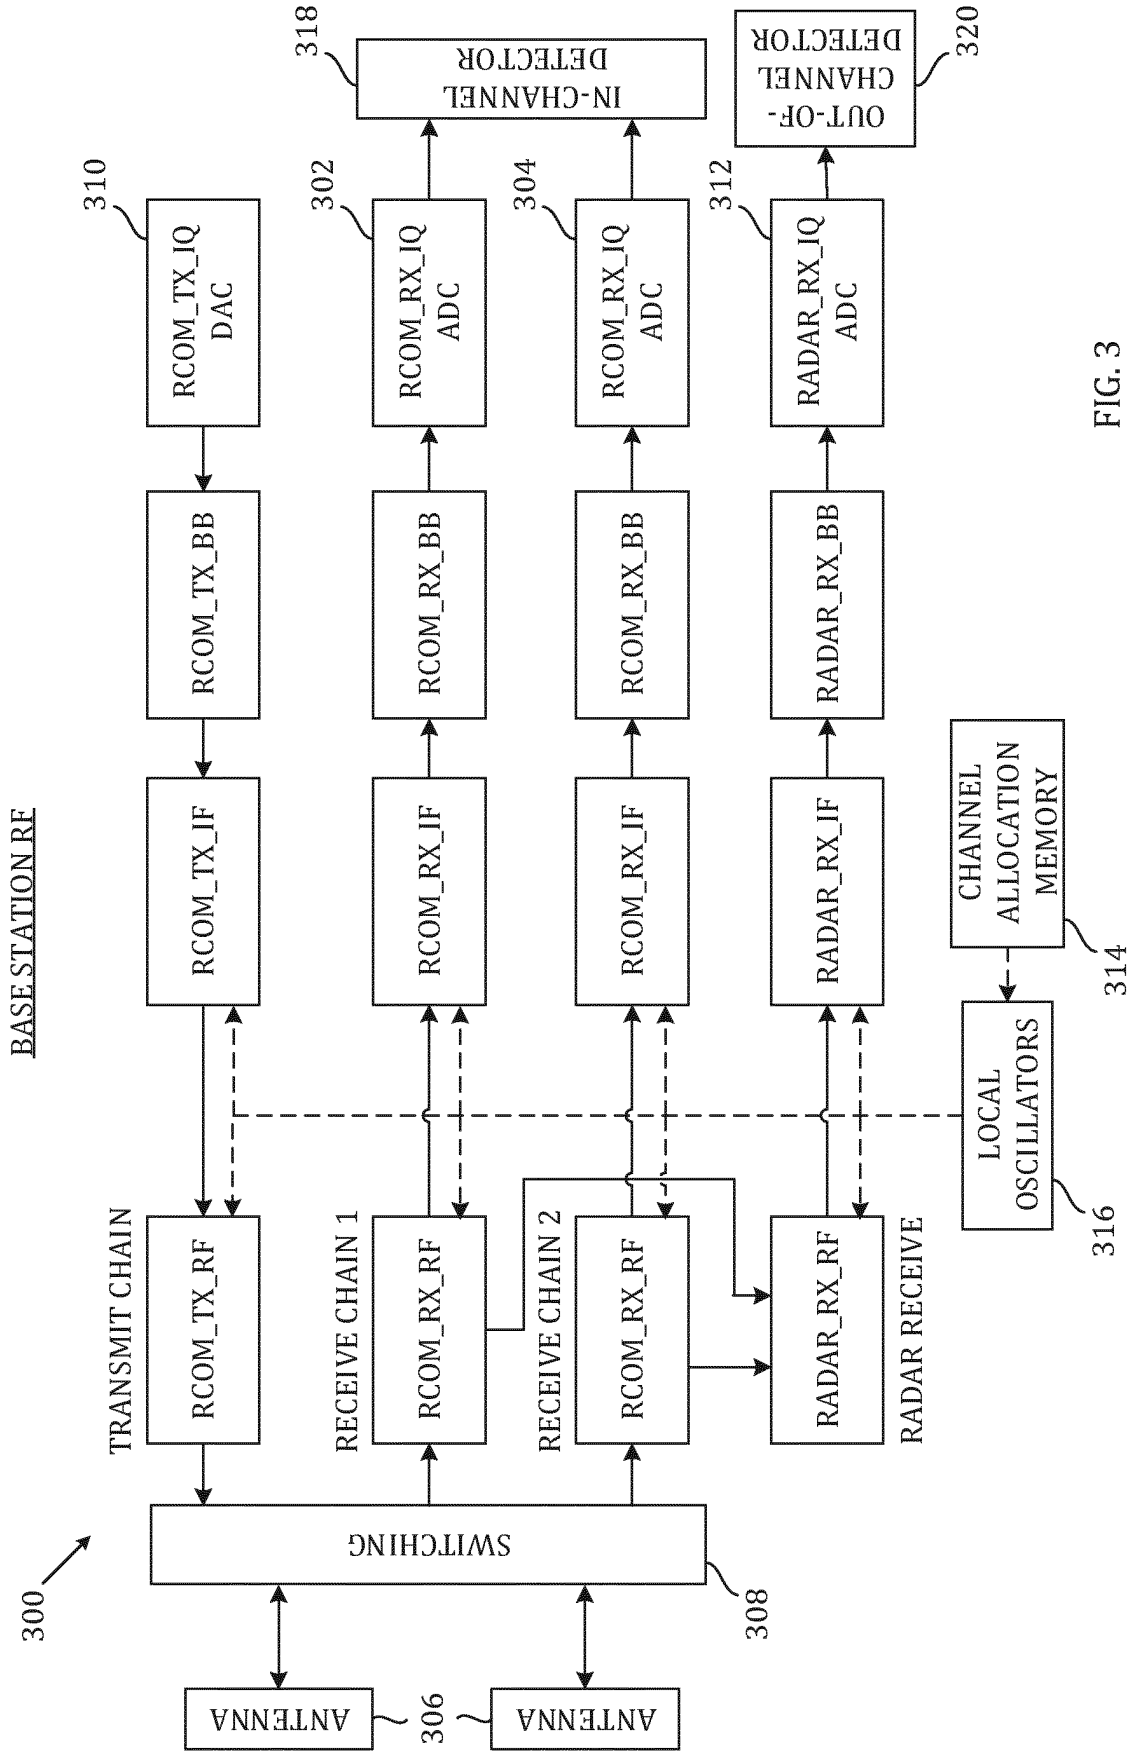 BASE STATION RF
300
TRANSMIT CHAIN
RCOM_TX_RF
RCOM_TX_IF
RCOM_TX_BB
RCOM_TX_IQ
DAC
310
RECEIVE CHAIN 1
RCOM_RX_RF
RCOM_RX_IF
RCOM_RX_BB
RCOM_RX_IQ
ADC
302
RECEIVE CHAIN 2
RCOM_RX_RF
RCOM_RX_IF
RCOM_RX_BB
RCOM_RX_IQ
ADC
304
RADAR_RX_RF
RADAR_RX_IF
RADAR_RX_BB
RADAR_RX_IQ
ADC
312
RADAR RECEIVE
ANTENNA
306
ANTENNA
SWITCHING
308
IN-CHANNEL
DETECTOR
318
OUT-OF-
CHANNEL
DETECTOR
320
LOCAL
OSCILLATORS
316
CHANNEL
ALLOCATION
MEMORY
314
FIG. 3